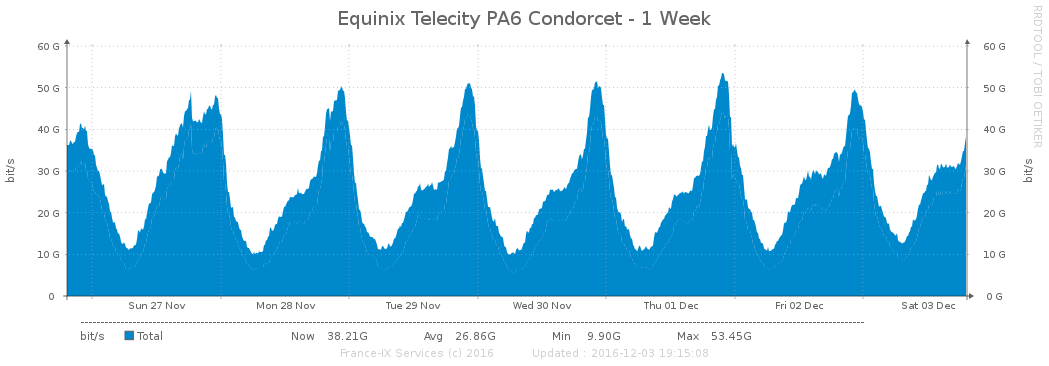 Equinix Telecity PA6 Condorcet - 1 Week
RRDTOOL / TOBI OETIKER
60 G 60 G
50 G 50 G
40 G 40 G
30 G 30 G
20 G 20 G
10 G 10 G
0 0 G
bit/s bit/s
Sun 27 Nov Mon 28 Nov Tue 29 Nov Wed 30 Nov Thu 01 Dec Fri 02 Dec Sat 03 Dec
bit/s Total Now 38.21G Avg 26.86G Min 9.90G Max 53.45G
France-IX Services (c) 2016 Updated : 2016-12-03 19:15:08